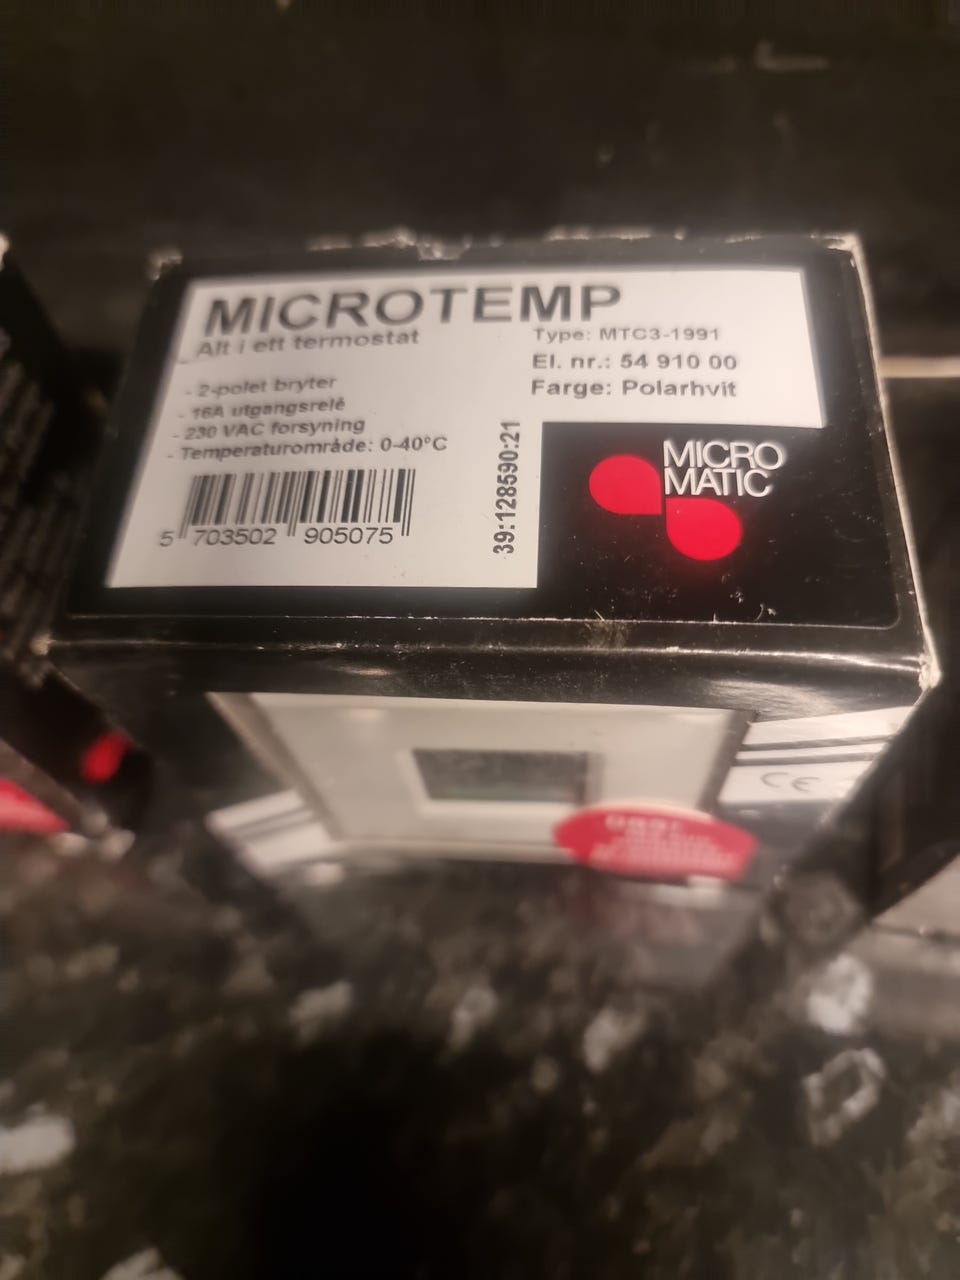 MICROTEMP
Alt i ett termostat
- 2-polet bryter
- 16A utgangsrelé
- 230 VAC forsyning
- Temperaturområde: 0-40°C
5 703502 905075
Type: MTC3-1991
El. nr.: 54 910 00
Farge: Polarhvit
39:128590:21
MICRO
MATIC
CE